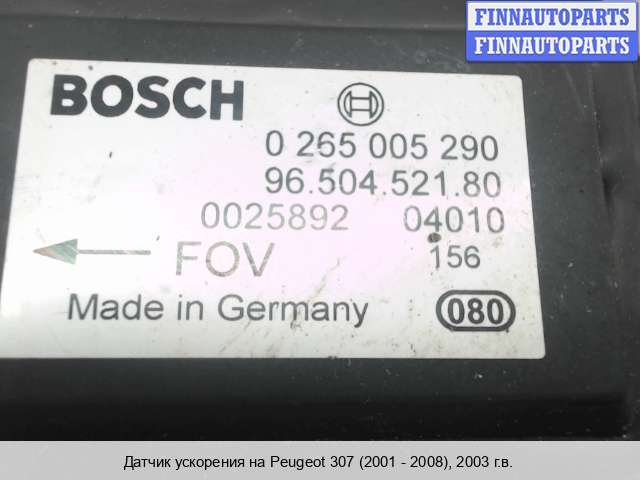 FINNAUTOPARTS
FINNAUTOPARTS
BOSCH
0 265 005 290
96.504.521.80
0025892 04010
FOV 156
Made in Germany 080
Датчик ускорения на Peugeot 307 (2001 - 2008), 2003 г.в.